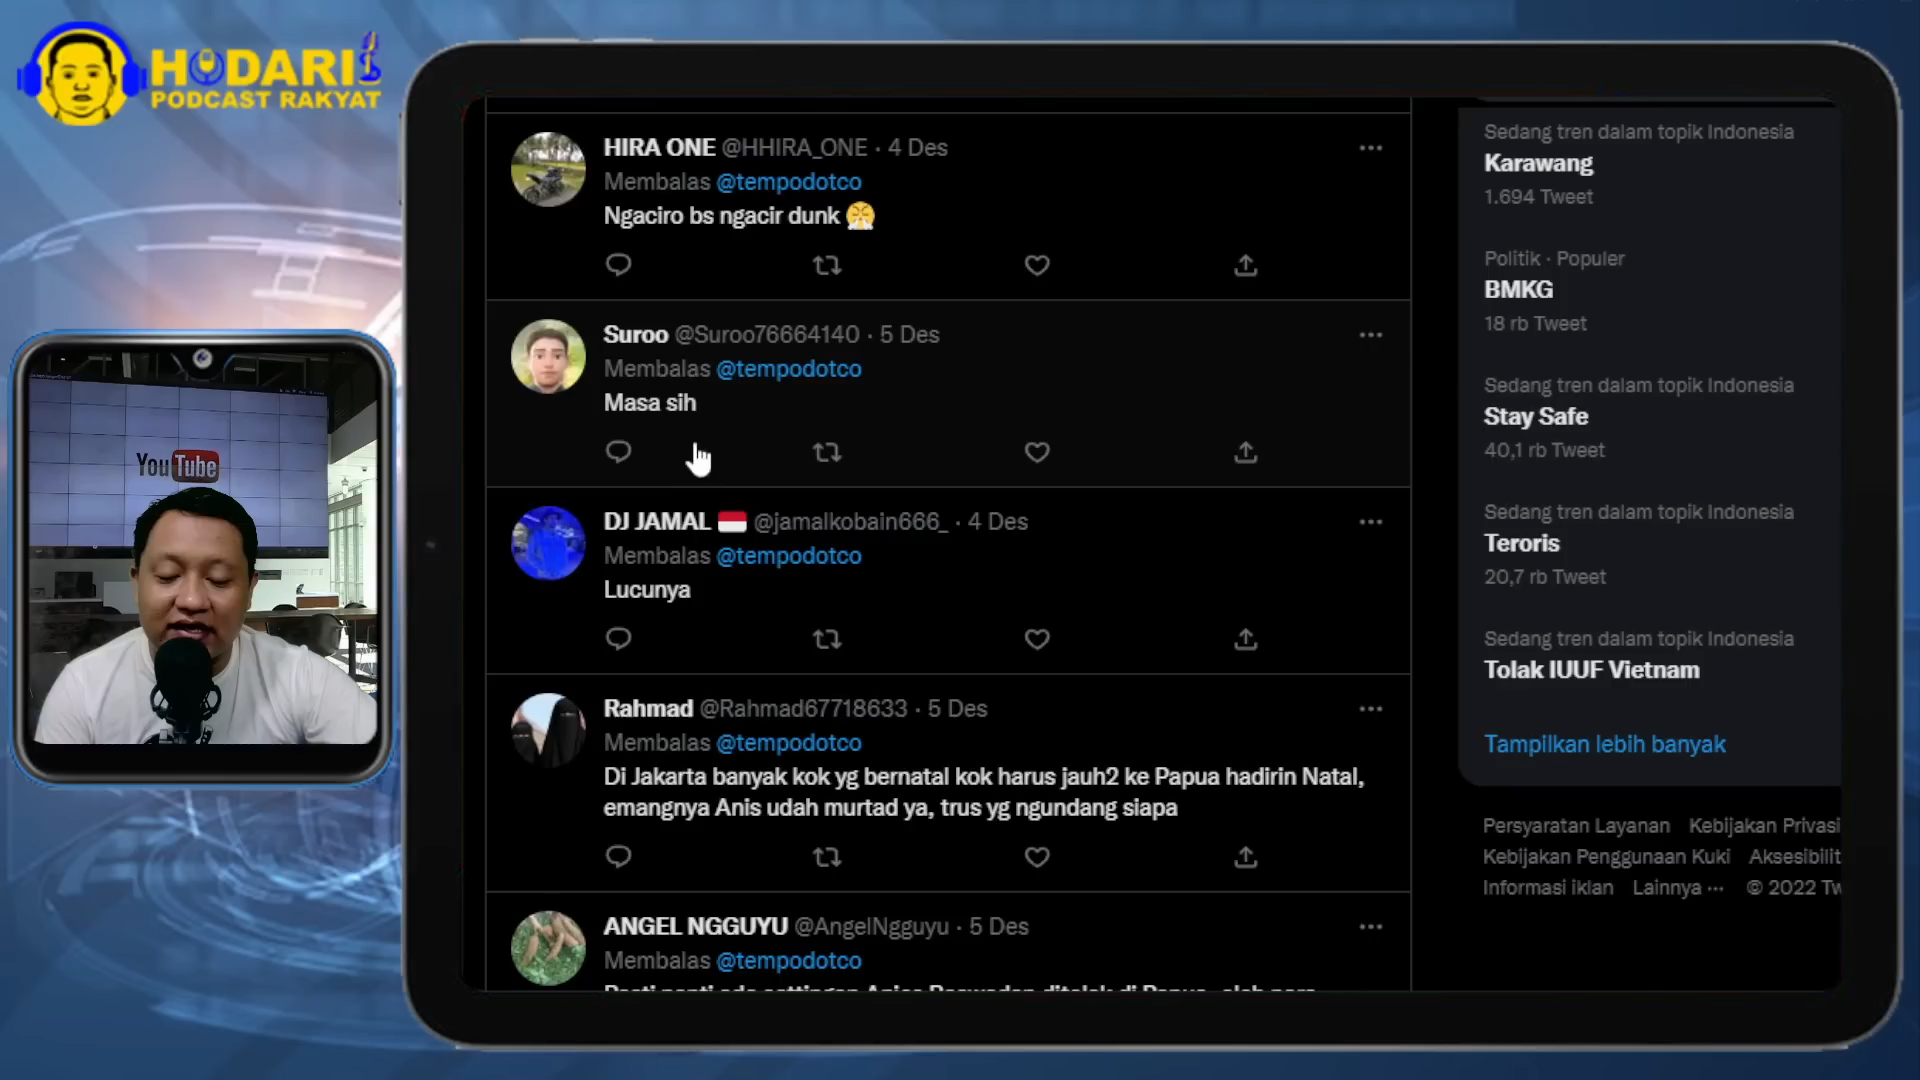 HODARI
PODCAST RAKYAT
YouTube
HIRA ONE @HHIRA_ONE · 4 Des
Membalas @tempodotco
Ngaciro bs ngacir dunk
Suroo @Suroo76664140 · 5 Des
Membalas @tempodotco
Masa sih
DJ JAMAL @jamalkobain666_ · 4 Des
Membalas @tempodotco
Lucunya
Rahmad @Rahmad67718633 · 5 Des
Membalas @tempodotco
Di Jakarta banyak kok yg bernatal kok harus jauh2 ke Papua hadirin Natal,
emangnya Anis udah murtad ya, trus yg ngundang siapa
ANGEL NGGUYU @AngelNgguyu · 5 Des
Membalas @tempodotco
Sedang tren dalam topik Indonesia
Karawang
1.694 Tweet
Politik · Populer
BMKG
18 rb Tweet
Sedang tren dalam topik Indonesia
Stay Safe
40,1 rb Tweet
Sedang tren dalam topik Indonesia
Teroris
20,7 rb Tweet
Sedang tren dalam topik Indonesia
Tolak IUUF Vietnam
Tampilkan lebih banyak
Persyaratan Layanan Kebijakan Privasi
Kebijakan Penggunaan Kuki Aksesibilit
Informasi iklan Lainnya ··· © 2022 Tw